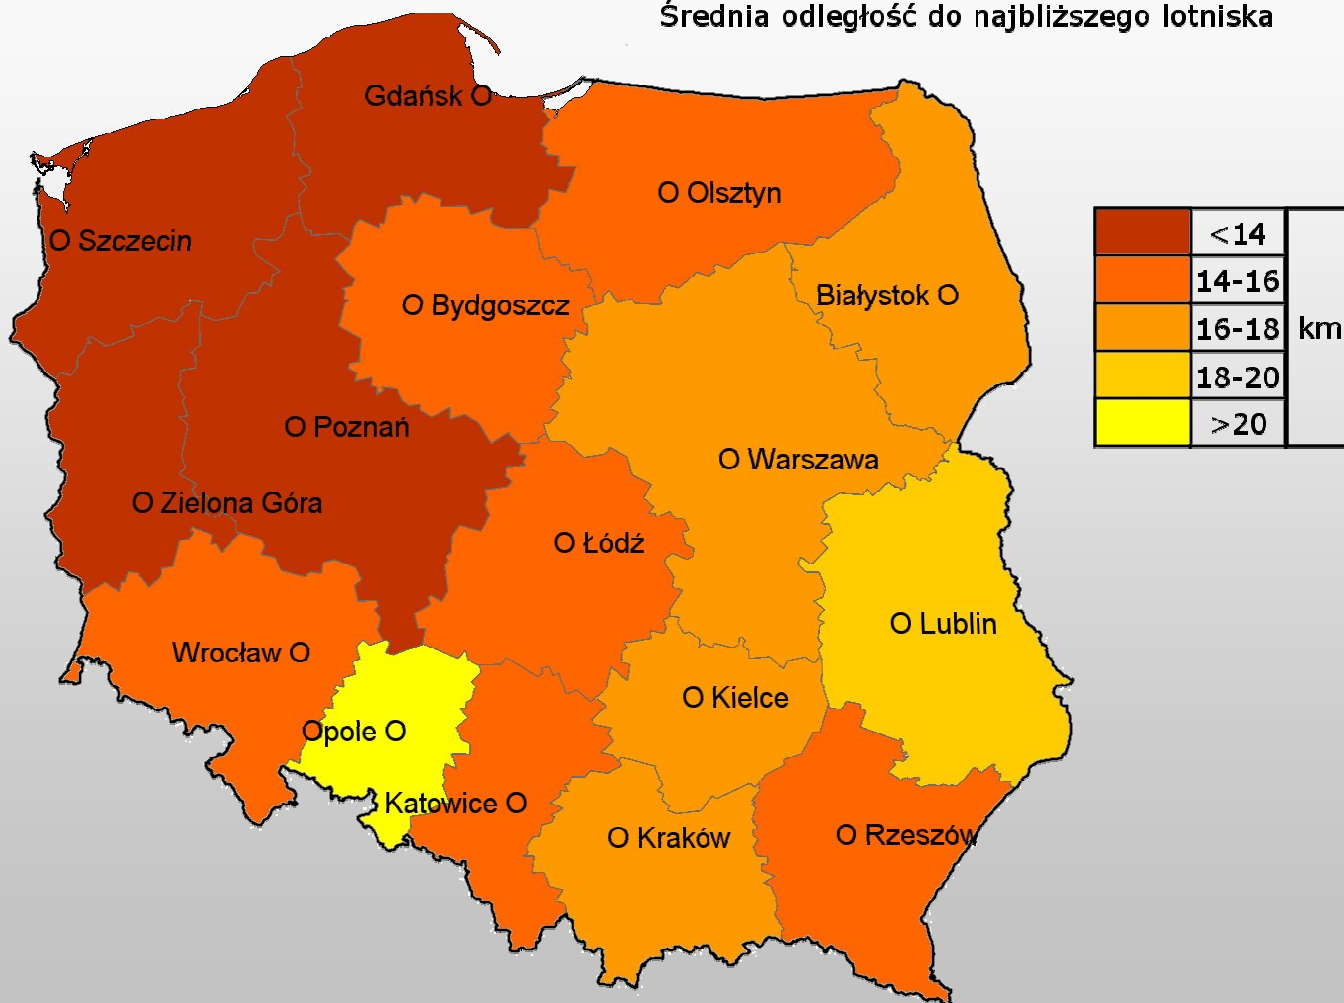 Średnia odległość do najbliższego lotniska
Gdańsk O
O Olsztyn
O Szczecin
Białystok O
O Bydgoszcz
O Poznań
O Warszawa
O Zielona Góra
O Łódź
O Lublin
Wrocław O
O Kielce
Opole O
Katowice O
O Kraków
O Rzeszów
<14
14-16
16-18
km
18-20
>20